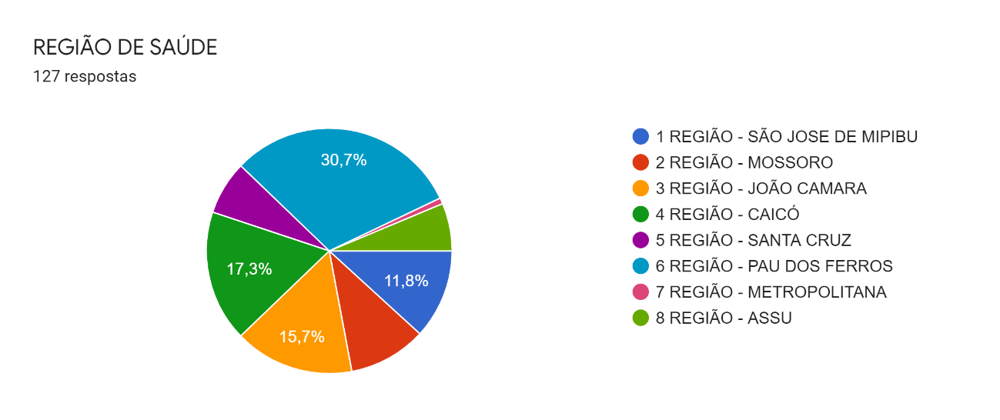 REGIÃO DE SAÚDE
127 respostas
30,7%
17,3%
11,8%
15,7%
1 REGIÃO - SÃO JOSE DE MIPIBU
2 REGIÃO - MOSSORO
3 REGIÃO - JOÃO CAMARA
4 REGIÃO - CAICÓ
5 REGIÃO - SANTA CRUZ
6 REGIÃO - PAU DOS FERROS
7 REGIÃO - METROPOLITANA
8 REGIÃO - ASSU